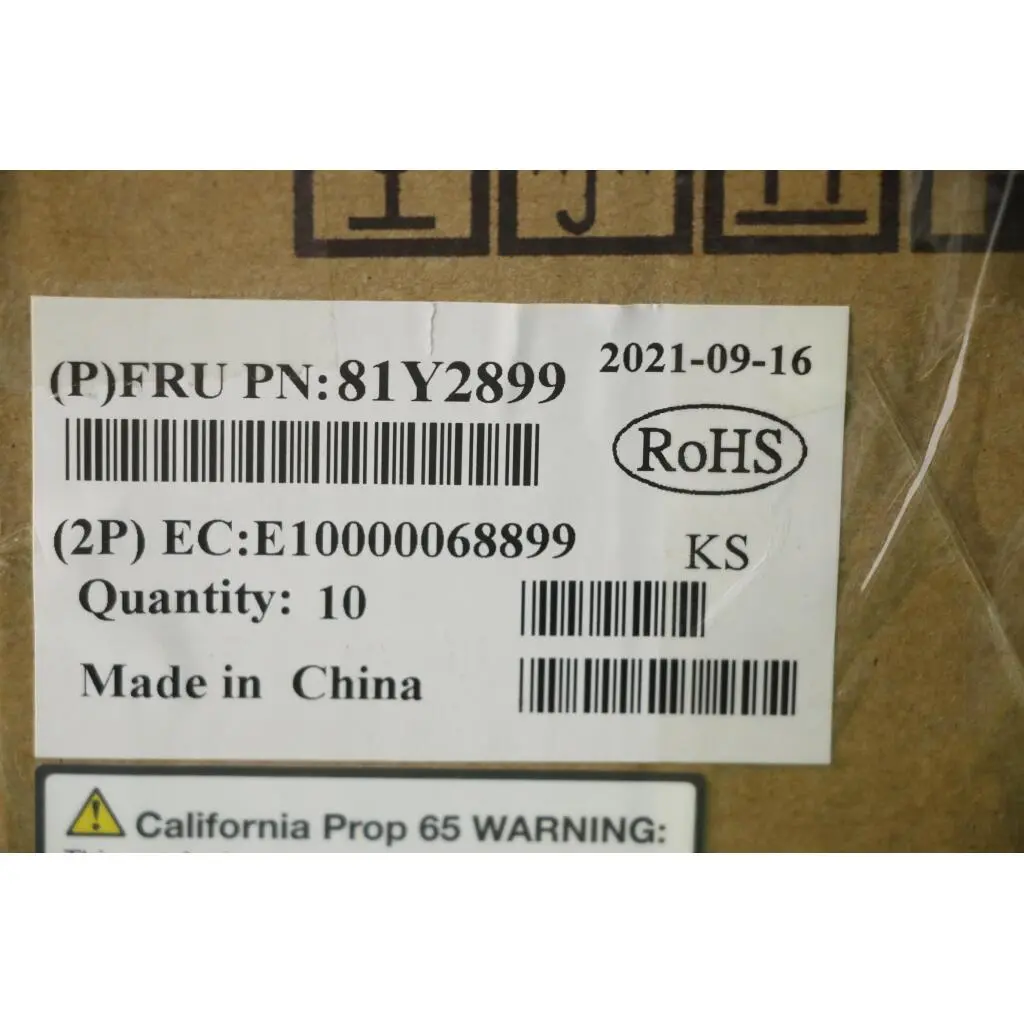 (P)FRU PN:81Y2899
2021-09-16
RoHS
(2P) EC:E10000068899
KS
Quantity: 10
Made in China
California Prop 65 WARNING: